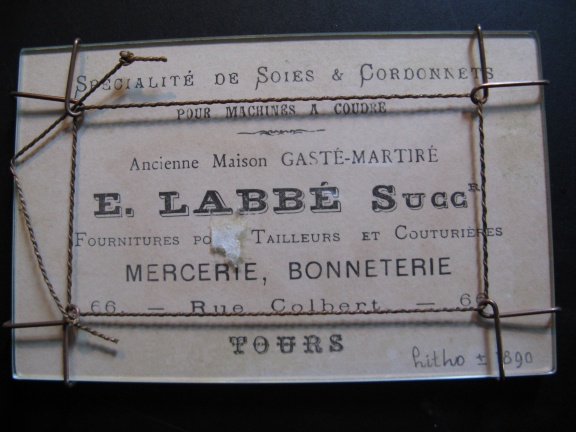 SPÉCIALITÉ DE SOIES & CORDONNETS
POUR MACHINES A COUDRE
Ancienne Maison GASTÉ-MARTIRÉ
E. LABBÉ SUCCR
FOURNITURES TAILLEURS ET COUTURIÈRES
MERCERIE, BONNETERIE
66. — Rue Colbert. — 66
TOURS
litho ± 1890